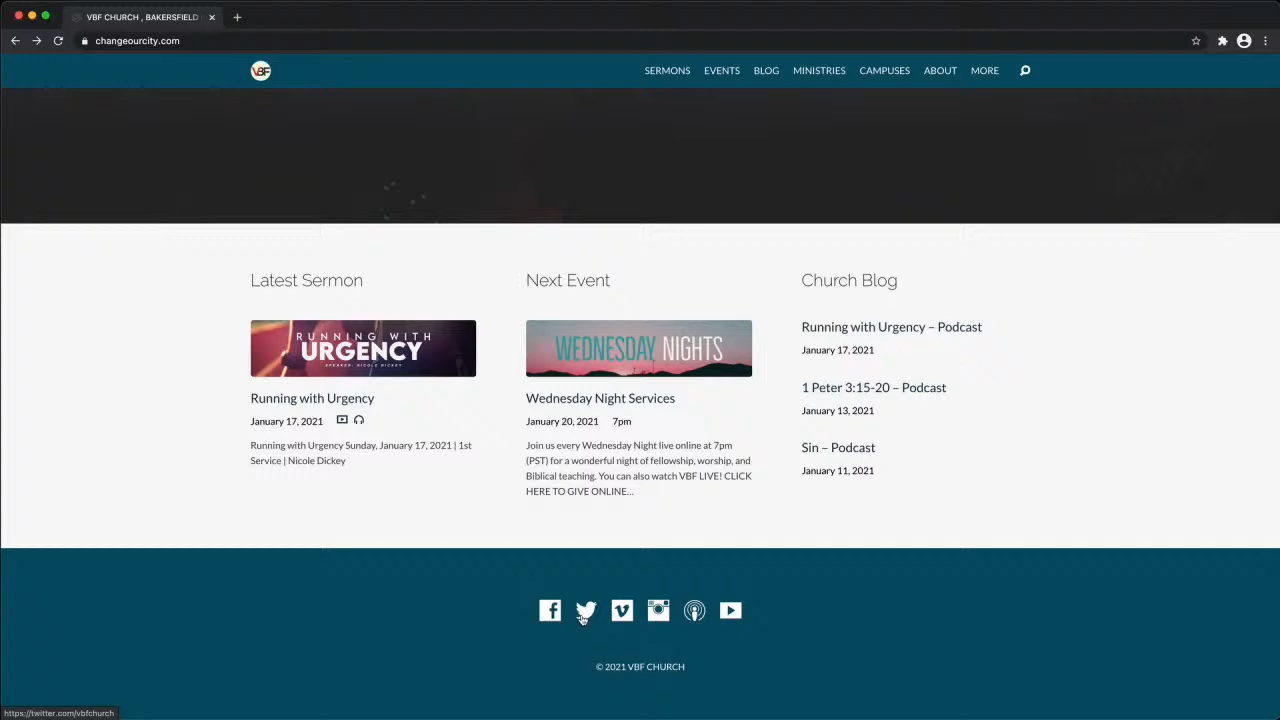 VBF CHURCH , BAKERSFIELD
changeourcity.com
VBF
SERMONS EVENTS BLOG MINISTRIES CAMPUSES ABOUT MORE
Latest Sermon
RUNNING WITH
URGENCY
SPEAKER: NICOLE DICKEY
Running with Urgency
January 17, 2021
Running with Urgency Sunday, January 17, 2021 | 1st
Service | Nicole Dickey
Next Event
WEDNESDAY NIGHTS
Wednesday Night Services
January 20, 2021 7pm
Join us every Wednesday Night live online at 7pm
(PST) for a wonderful night of fellowship, worship, and
Biblical teaching. You can also watch VBF LIVE! CLICK
HERE TO GIVE ONLINE…
Church Blog
Running with Urgency – Podcast
January 17, 2021
1 Peter 3:15-20 – Podcast
January 13, 2021
Sin – Podcast
January 11, 2021
© 2021 VBF CHURCH
https://twitter.com/vbfchurch